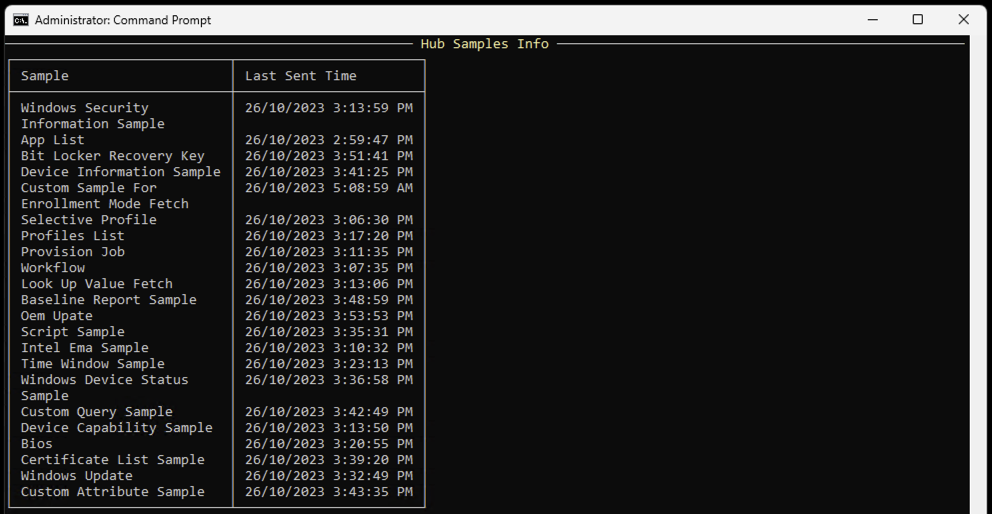 Administrator: Command Prompt
Hub Samples Info
Sample Last Sent Time
Windows Security 26/10/2023 3:13:59 PM
Information Sample
App List 26/10/2023 2:59:47 PM
Bit Locker Recovery Key 26/10/2023 3:51:41 PM
Device Information Sample 26/10/2023 3:41:25 PM
Custom Sample For 26/10/2023 5:08:59 AM
Enrollment Mode Fetch
Selective Profile 26/10/2023 3:06:30 PM
Profiles List 26/10/2023 3:17:20 PM
Provision Job 26/10/2023 3:11:35 PM
Workflow 26/10/2023 3:07:35 PM
Look Up Value Fetch 26/10/2023 3:13:06 PM
Baseline Report Sample 26/10/2023 3:48:59 PM
Oem Upate 26/10/2023 3:53:53 PM
Script Sample 26/10/2023 3:35:31 PM
Intel Ema Sample 26/10/2023 3:10:32 PM
Time Window Sample 26/10/2023 3:23:13 PM
Windows Device Status 26/10/2023 3:36:58 PM
Sample
Custom Query Sample 26/10/2023 3:42:49 PM
Device Capability Sample 26/10/2023 3:13:50 PM
Bios 26/10/2023 3:20:55 PM
Certificate List Sample 26/10/2023 3:39:20 PM
Windows Update 26/10/2023 3:32:49 PM
Custom Attribute Sample 26/10/2023 3:43:35 PM